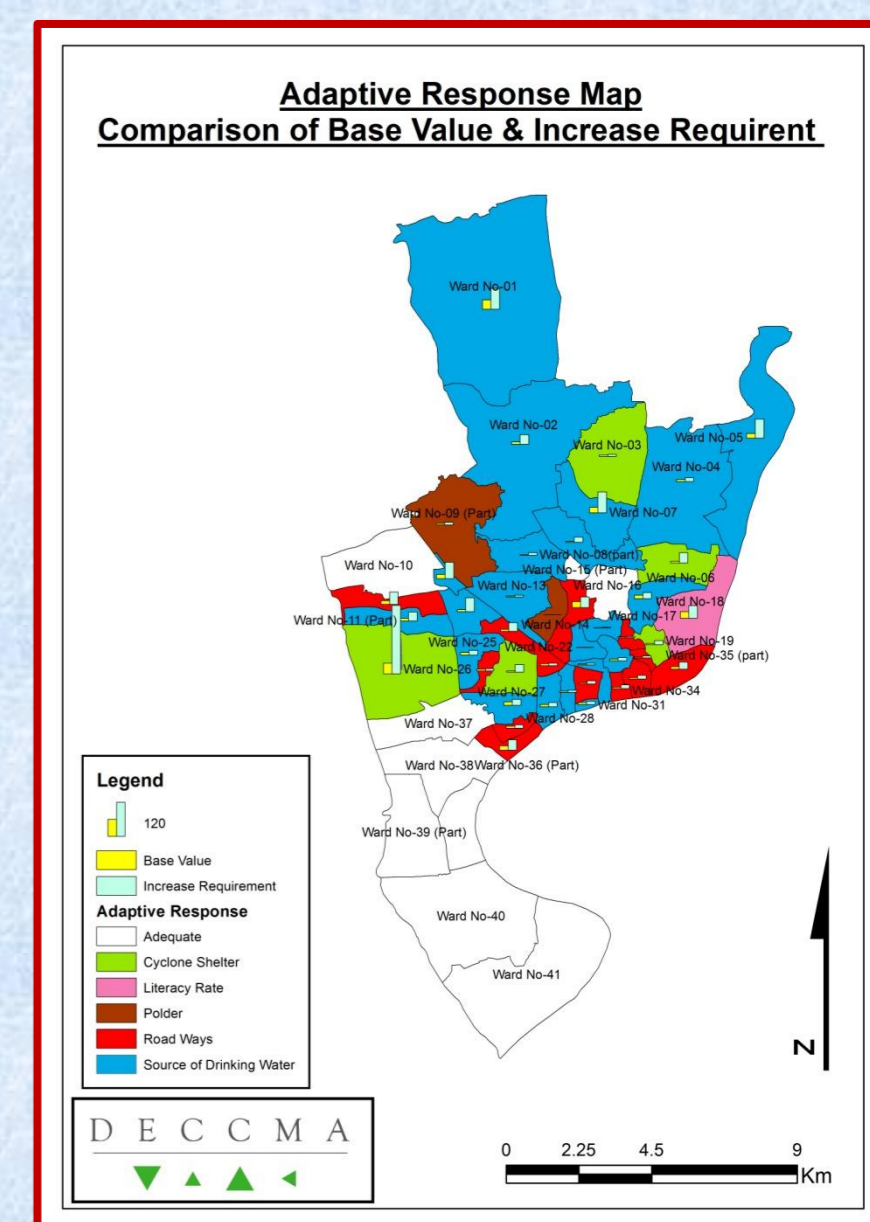 Adaptive Response Map
Comparison of Base Value & Increase Requirent
Ward No-01
Ward No-02
Ward No-03
Ward No-05
Ward No-04
Ward No-09 (Part)
Ward No-07
Ward No-08(part)
Ward No-10
Ward No-15 (Part)
Ward No-06
Ward No-13
Ward No-16
Ward No-18
Ward No-11 (Part)
Ward No-17
Ward No-14
Ward No-25
Ward No-22
Ward No-19
Ward No-35 (part)
Ward No-26
Ward No-27
Ward No-34
Ward No-31
Ward No-28
Ward No-37
Ward No-38
Ward No-36 (Part)
Ward No-39 (Part)
Ward No-40
Ward No-41
Legend
120
Base Value
Increase Requirement
Adaptive Response
Adequate
Cyclone Shelter
Literacy Rate
Polder
Road Ways
Source of Drinking Water
N
DECCMA
0 2.25 4.5 9
Km